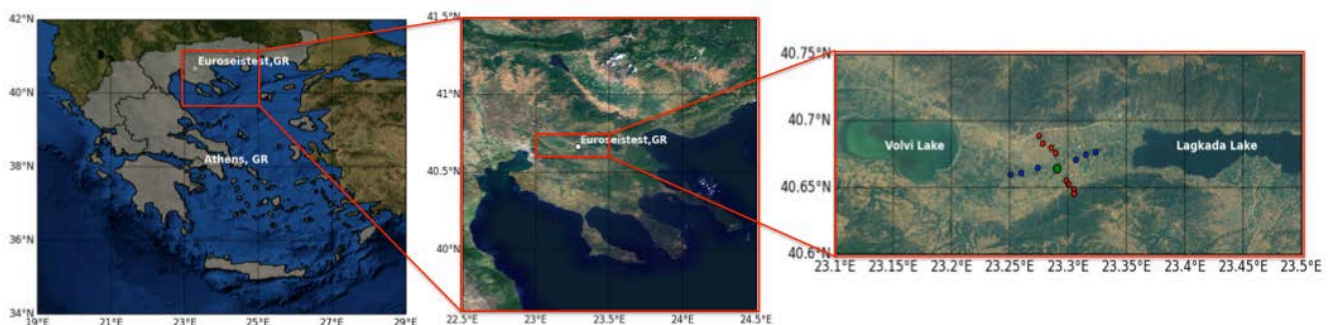 42°N
40°N
38°N
36°N
34°N
19°E
21°E
23°E
25°E
27°E
29°E
Euroseistest,GR
Athens, GR
41.5°N
41°N
40.5°N
40°N
22.5°E
23°E
23.5°E
24°E
24.5°E
Euroseistest,GR
40.75°N
40.7°N
40.65°N
40.6°N
23.1°E
23.15°E
23.2°E
23.25°E
23.3°E
23.35°E
23.4°E
23.45°E
23.5°E
Volvi Lake
Lagkada Lake